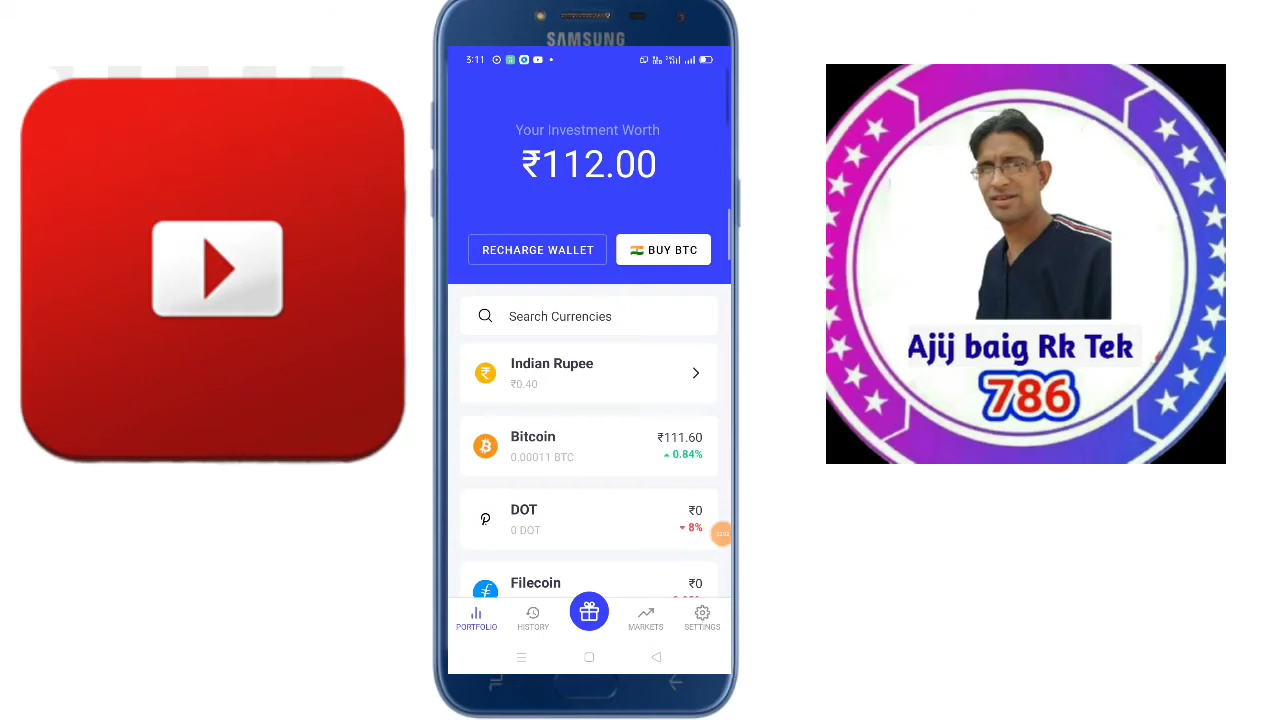 SAMSUNG
3:11
Your Investment Worth
₹112.00
RECHARGE WALLET
BUY BTC
Search Currencies
Indian Rupee
₹0.40
Bitcoin
₹111.60
0.00011 BTC
0.84%
DOT
₹0
0 DOT
8%
Filecoin
₹0
PORTFOLIO
HISTORY
MARKETS
SETTINGS
Ajij baig Rk Tek
786